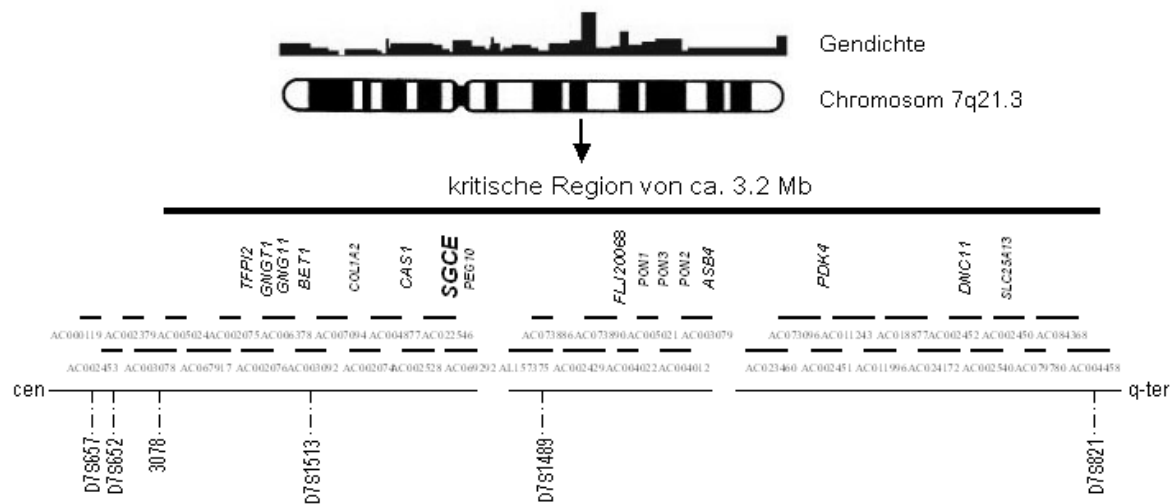 Gendichte
Chromosom 7q21.3
kritische Region von ca. 3.2 Mb
TFPI2
GNGT1
GNG11
BET1
COL1A2
CAS1
SGCE
PEG10
FLJ20068
PON1
PON3
PON2
ASB4
PDK4
DNC11
SLC25A13
AC000119 AC002379 AC005024 AC002075 AC006378 AC007094 AC004877 AC022546 AC073886 AC073890 AC005021 AC003079 AC073096 AC011243 AC018877 AC002452 AC002450 AC084368
AC002453 AC003078 AC067917 AC002076 AC003092 AC002074 AC002528 AC069292 AL157375 AC002429 AC004022 AC004012 AC023460 AC002451 AC011996 AC024172 AC002540 AC079780 AC004458
cen q-ter
D7S657
D7S652
3078
D7S1513
D7S1489
D7S821